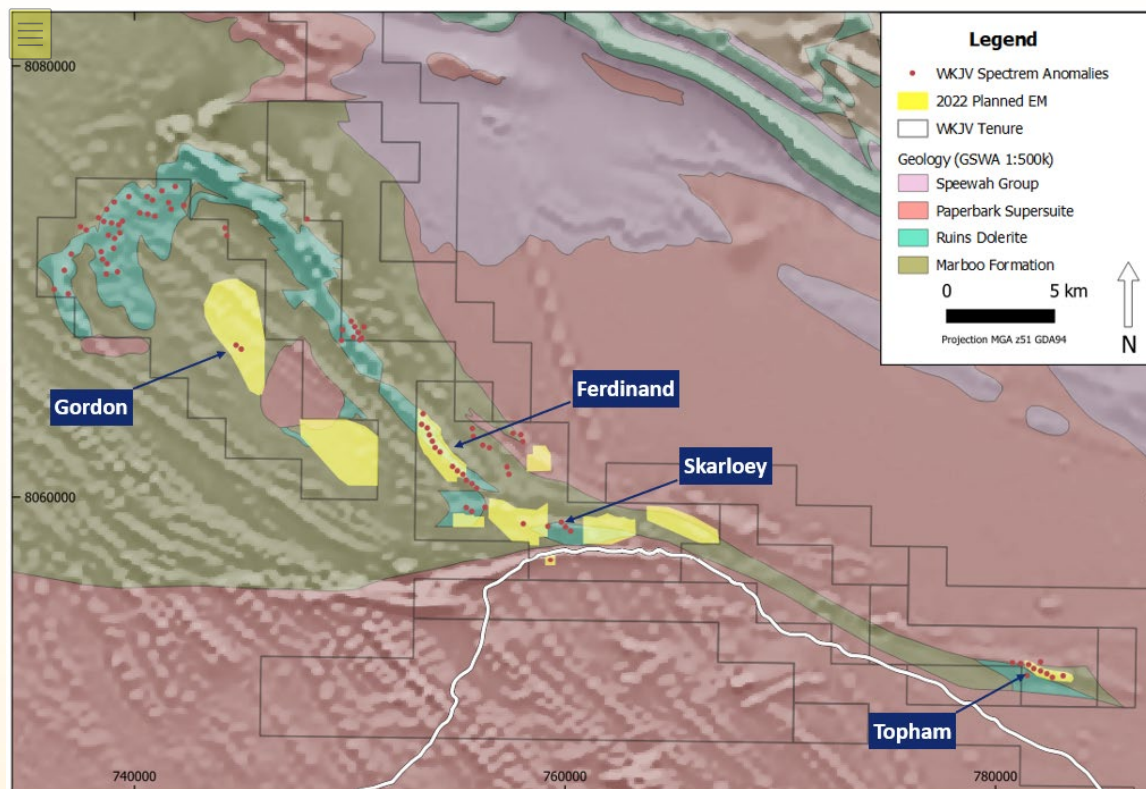 8080000
8060000
740000
760000
780000
Gordon
Ferdinand
Skarloey
Topham
Legend
WKJV Spectrem Anomalies
2022 Planned EM
WKJV Tenure
Geology (GSWA 1:500k)
Speewah Group
Paperbark Supersuite
Ruins Dolerite
Marboo Formation
0 5 km
Projection MGA z51 GDA94
N